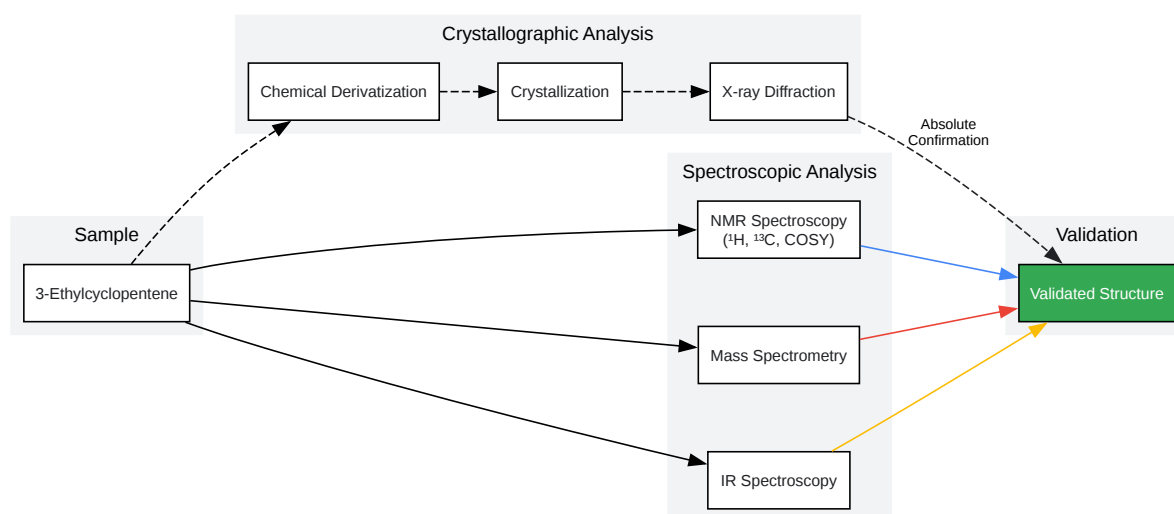 Crystallographic Analysis
Chemical Derivatization
Crystallization
X-ray Diffraction
Absolute
Confirmation
Spectroscopic Analysis
Sample
NMR Spectroscopy
(¹H, ¹³C, COSY)
Validation
3-Ethylcyclopentene
Validated Structure
Mass Spectrometry
IR Spectroscopy